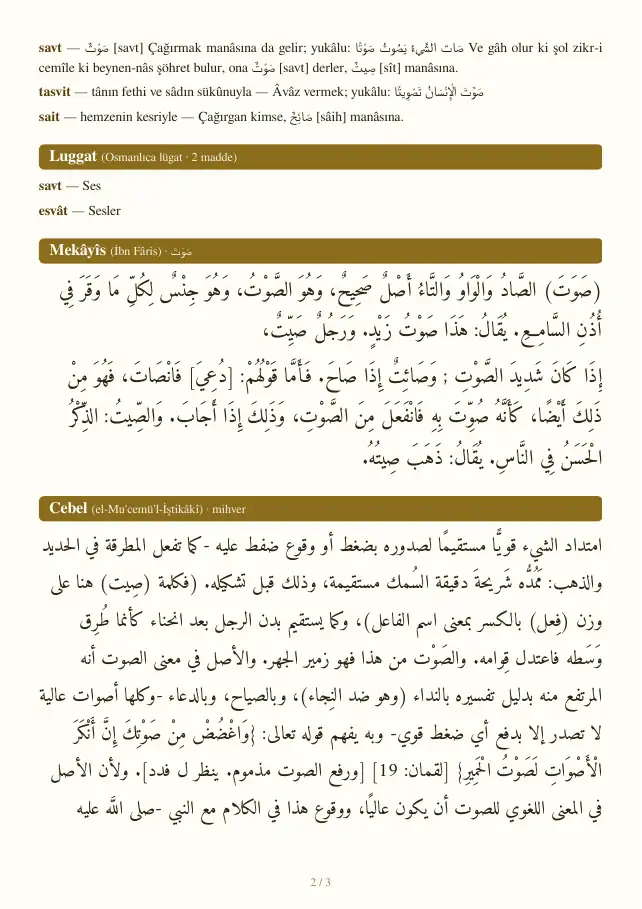 savt — صَوْتٌ [savt] Çağırmak manâsına da gelir; yukâlu: صَاتَ الشَّيْءُ يَصُوتُ صَوْتًا Ve gâh olur ki şol zikr-i
cemîle ki beynen-nâs şöhret bulur, ona صَوْتٌ [savt] derler, صِيتٌ [sît] manâsına.
tasvit — tânın fethi ve sâdın sükûnuyla — Âvâz vermek; yukâlu: صَوَّتَ الْإِنْسَانُ تَصْوِيتًا
sait — hemzenin kesriyle — Çağırgan kimse, صَائِحٌ [sâih] manâsına.
Luggat (Osmanlıca lügat · 2 madde)
savt — Ses
esvât — Sesler
Mekâyîs (İbn Fâris) · صَوَتَ
(صَوَتَ) الصَّادُ وَالْوَاوُ وَالتَّاءُ أَصْلٌ صَحِيحٌ، وَهُوَ الصَّوْتُ، وَهُوَ جِنْسٌ لِكُلِّ مَا وَقَرَ فِي
أُذُنِ السَّامِعِ. يُقَالُ: هَذَا صَوْتُ زَيْدٍ. وَرَجُلٌ صَيِّتٌ،
إِذَا كَانَ شَدِيدَ الصَّوْتِ ; وَصَائِتٌ إِذَا صَاحَ. فَأَمَّا قَوْلُهُمْ: [دُعِيَ] فَانْصَاتَ، فَهُوَ مِنْ
ذَلِكَ أَيْضًا، كَأَنَّهُ صُوِّتَ بِهِ فَانْفَعَلَ مِنَ الصَّوْتِ، وَذَلِكَ إِذَا أَجَابَ. وَالصِّيتُ: الذِّكْرُ
الْحَسَنُ فِي النَّاسِ. يُقَالُ: ذَهَبَ صِيتُهُ.
Cebel (el-Mu'cemü'l-İştikâkî) · mihver
امتداد الشيء قويًّا مستقيمًا لصدوره بضغط أو وقوع ضفط عليه -كما تفعل المطرقة في الحديد
والذهب: مَمُدُّه شَريحةَ دقيقة السُمك مستقيمة، وذلك قبل تشكيله. (فكلمة (صِيت) هنا على
وزن (فِعل) بالكسر بمعنى اسم الفاعل)، وكما يستقيم بدن الرجل بعد انحناء كأنما طُرِق
وَسَطه فاعتدل قِوامه. والصَوْت من هذا فهو زمير الجهر. والأصل في معنى الصوت أنه
المرتفع منه بدليل تفسيره بالنداء (وهو ضد النِجاء)، وبالصياح، وبالدعاء -وكلها أصوات عالية
لا تصدر إلا بدفع أي ضغط قوي- وبه يفهم قوله تعالى: {وَاغْضُضْ مِنْ صَوْتِكَ إِنَّ أَنْكَرَ
الْأَصْوَاتِ لَصَوْتُ الْحَمِيرِ} [لقمان: 19] [ورفع الصوت مذموم. ينظر ل فدد]. ولأن الأصل
في المعنى اللغوي للصوت أن يكون عاليًا، ووقوع هذا في الكلام مع النبي -صلى اللَّه عليه
2 / 3